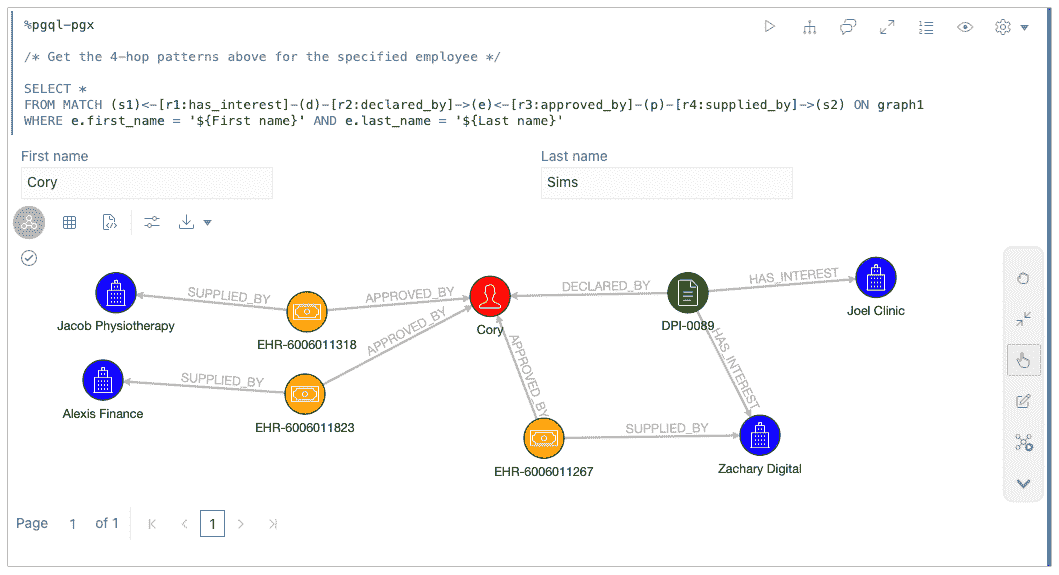 %pgql-pgx
/* Get the 4-hop patterns above for the specified employee */
SELECT *
FROM MATCH (s1)<-[r1:has_interest]-(d)-[r2:declared_by]->(e)<-[r3:approved_by]-(p)-[r4:supplied_by]->(s2) ON graph1
WHERE e.first_name = '${First name}' AND e.last_name = '${Last name}'
First name
Last name
Cory
Sims
SUPPLIED_BY
APPROVED_BY
DECLARED_BY
HAS_INTEREST
Jacob Physiotherapy
EHR-6006011318
Cory
DPI-0089
Joel Clinic
SUPPLIED_BY
APPROVED_BY
APPROVED_BY
HAS_INTEREST
Alexis Finance
EHR-6006011823
SUPPLIED_BY
EHR-6006011267
Zachary Digital
Page 1 of 1
1